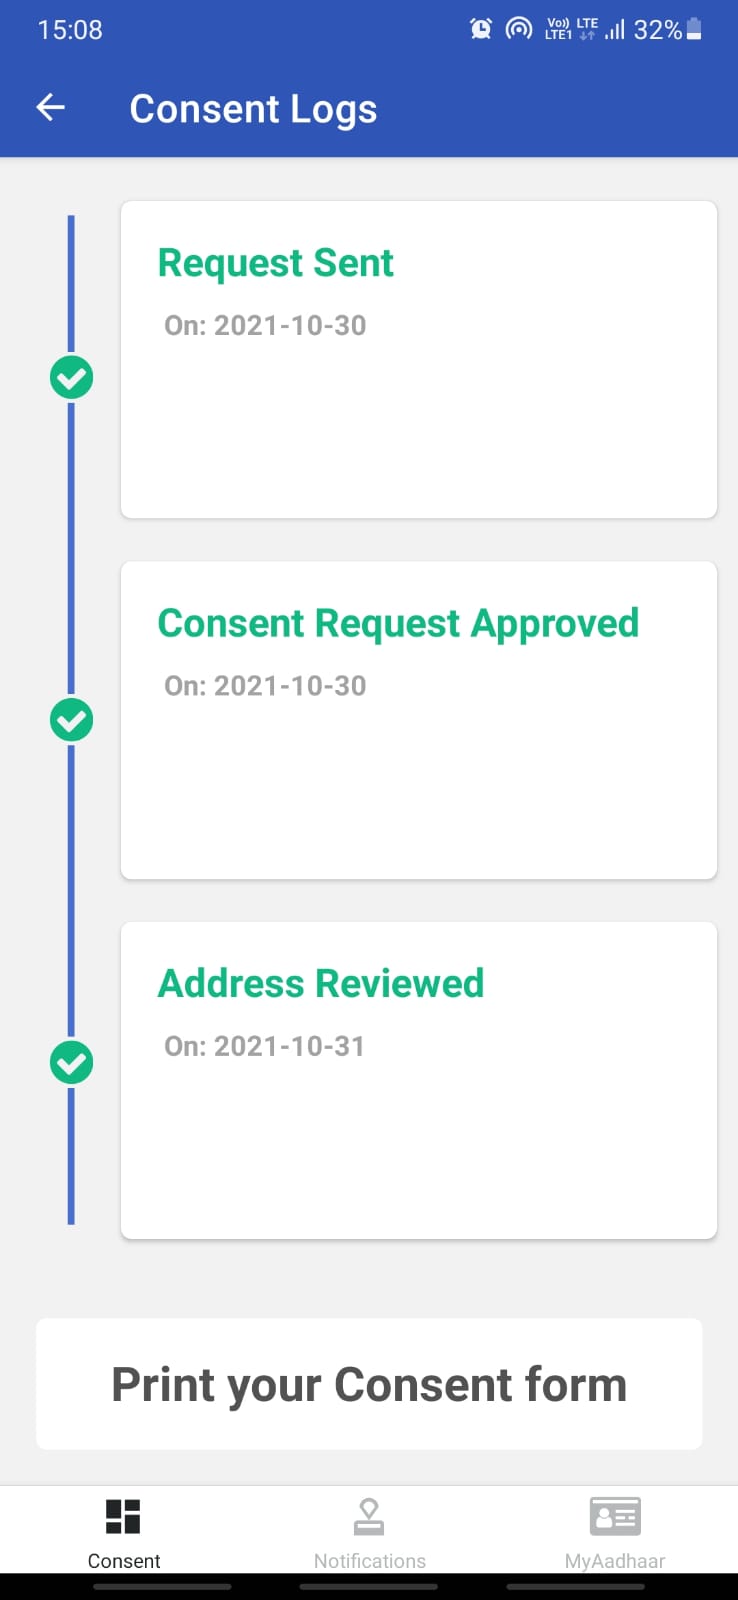 15:08
Vo)) LTE
LTE1
32%
Consent Logs
Request Sent
On: 2021-10-30
Consent Request Approved
On: 2021-10-30
Address Reviewed
On: 2021-10-31
Print your Consent form
Consent
Notifications
MyAadhaar